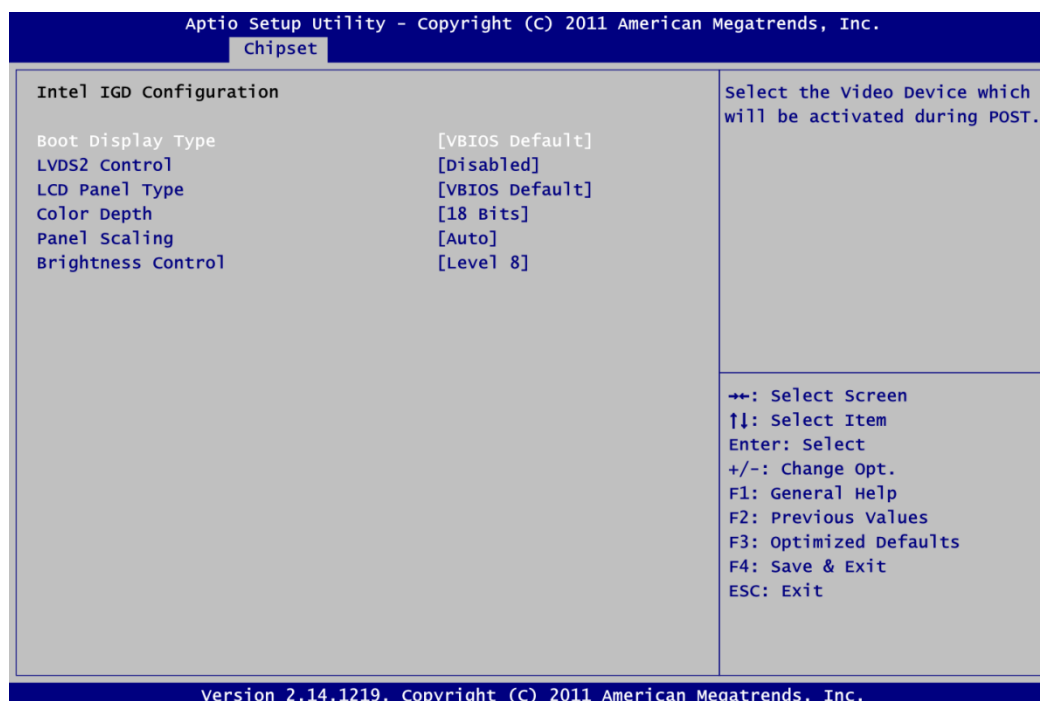 Aptio Setup Utility - Copyright (C) 2011 American Megatrends, Inc.
Chipset
Intel IGD Configuration
Boot Display Type [VBIOS Default]
LVDS2 Control [Disabled]
LCD Panel Type [VBIOS Default]
Color Depth [18 Bits]
Panel Scaling [Auto]
Brightness Control [Level 8]
Select the Video Device which
will be activated during POST.
→←: Select Screen
↑↓: Select Item
Enter: Select
+/-: Change Opt.
F1: General Help
F2: Previous Values
F3: Optimized Defaults
F4: Save & Exit
ESC: Exit
Version 2.14.1219. Copyright (C) 2011 American Megatrends, Inc.